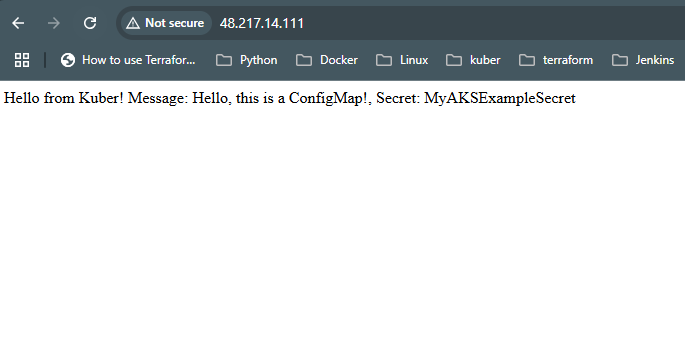 Not secure 48.217.14.111
How to use Terrafor... Python Docker Linux kuber terraform Jenkins
Hello from Kuber! Message: Hello, this is a ConfigMap!, Secret: MyAKSExampleSecret